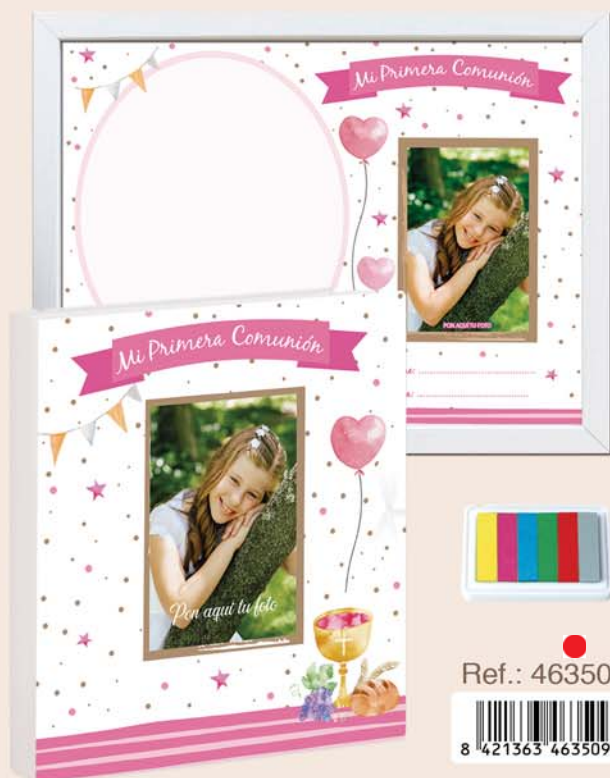 Mi Primera Comunión
PON AQUÍ TU FOTO
Mi Primera Comunión
Pon aquí tu foto
Ref.: 46350
8 421363 463509